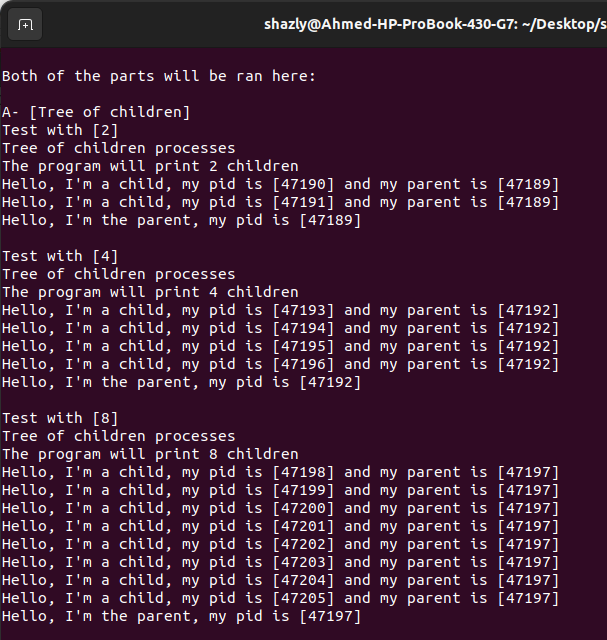 shazly@Ahmed-HP-ProBook-430-G7: ~/Desktop/s
Both of the parts will be ran here:
A- [Tree of children]
Test with [2]
Tree of children processes
The program will print 2 children
Hello, I'm a child, my pid is [47190] and my parent is [47189]
Hello, I'm a child, my pid is [47191] and my parent is [47189]
Hello, I'm the parent, my pid is [47189]
Test with [4]
Tree of children processes
The program will print 4 children
Hello, I'm a child, my pid is [47193] and my parent is [47192]
Hello, I'm a child, my pid is [47194] and my parent is [47192]
Hello, I'm a child, my pid is [47195] and my parent is [47192]
Hello, I'm a child, my pid is [47196] and my parent is [47192]
Hello, I'm the parent, my pid is [47192]
Test with [8]
Tree of children processes
The program will print 8 children
Hello, I'm a child, my pid is [47198] and my parent is [47197]
Hello, I'm a child, my pid is [47199] and my parent is [47197]
Hello, I'm a child, my pid is [47200] and my parent is [47197]
Hello, I'm a child, my pid is [47201] and my parent is [47197]
Hello, I'm a child, my pid is [47202] and my parent is [47197]
Hello, I'm a child, my pid is [47203] and my parent is [47197]
Hello, I'm a child, my pid is [47204] and my parent is [47197]
Hello, I'm a child, my pid is [47205] and my parent is [47197]
Hello, I'm the parent, my pid is [47197]